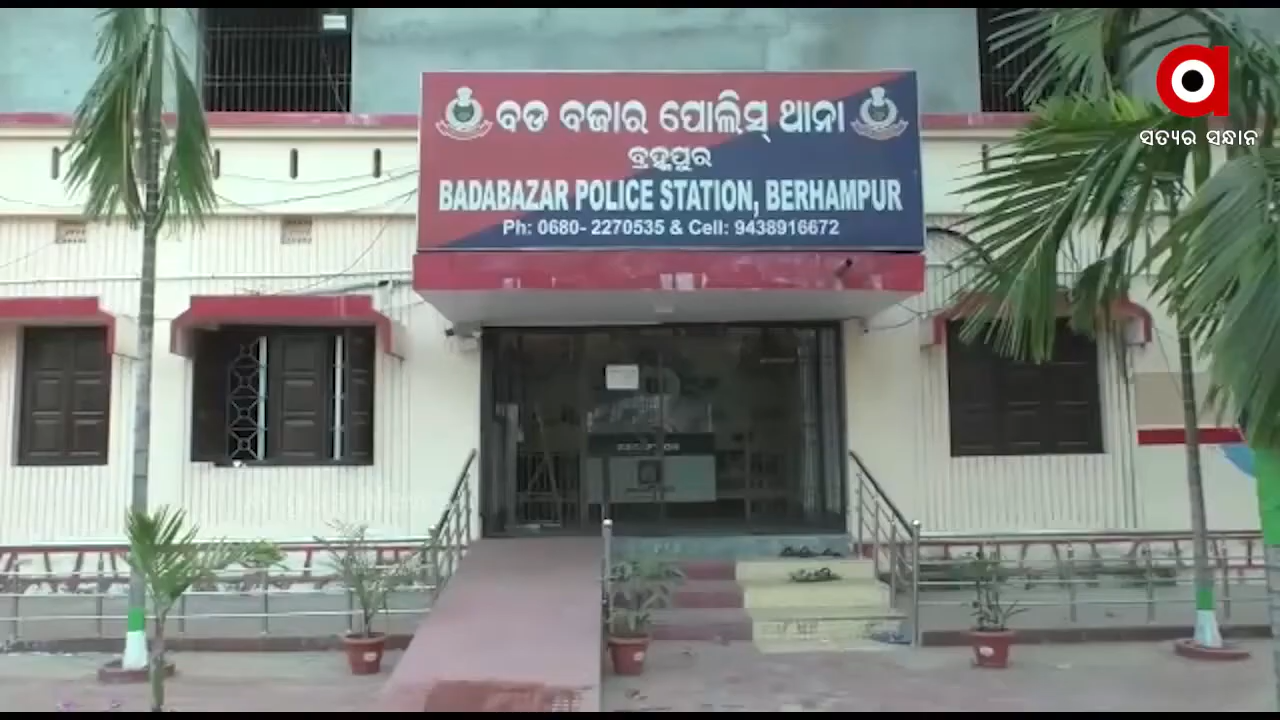 ବଡ ବଜାର ପୋଲିସ୍ ଥାନା
ବ୍ରହ୍ମପୁର
BADABAZAR POLICE STATION, BERHAMPUR
Ph: 0680- 2270535 & Cell: 9438916672
ସତ୍ୟର ସନ୍ଧାନ